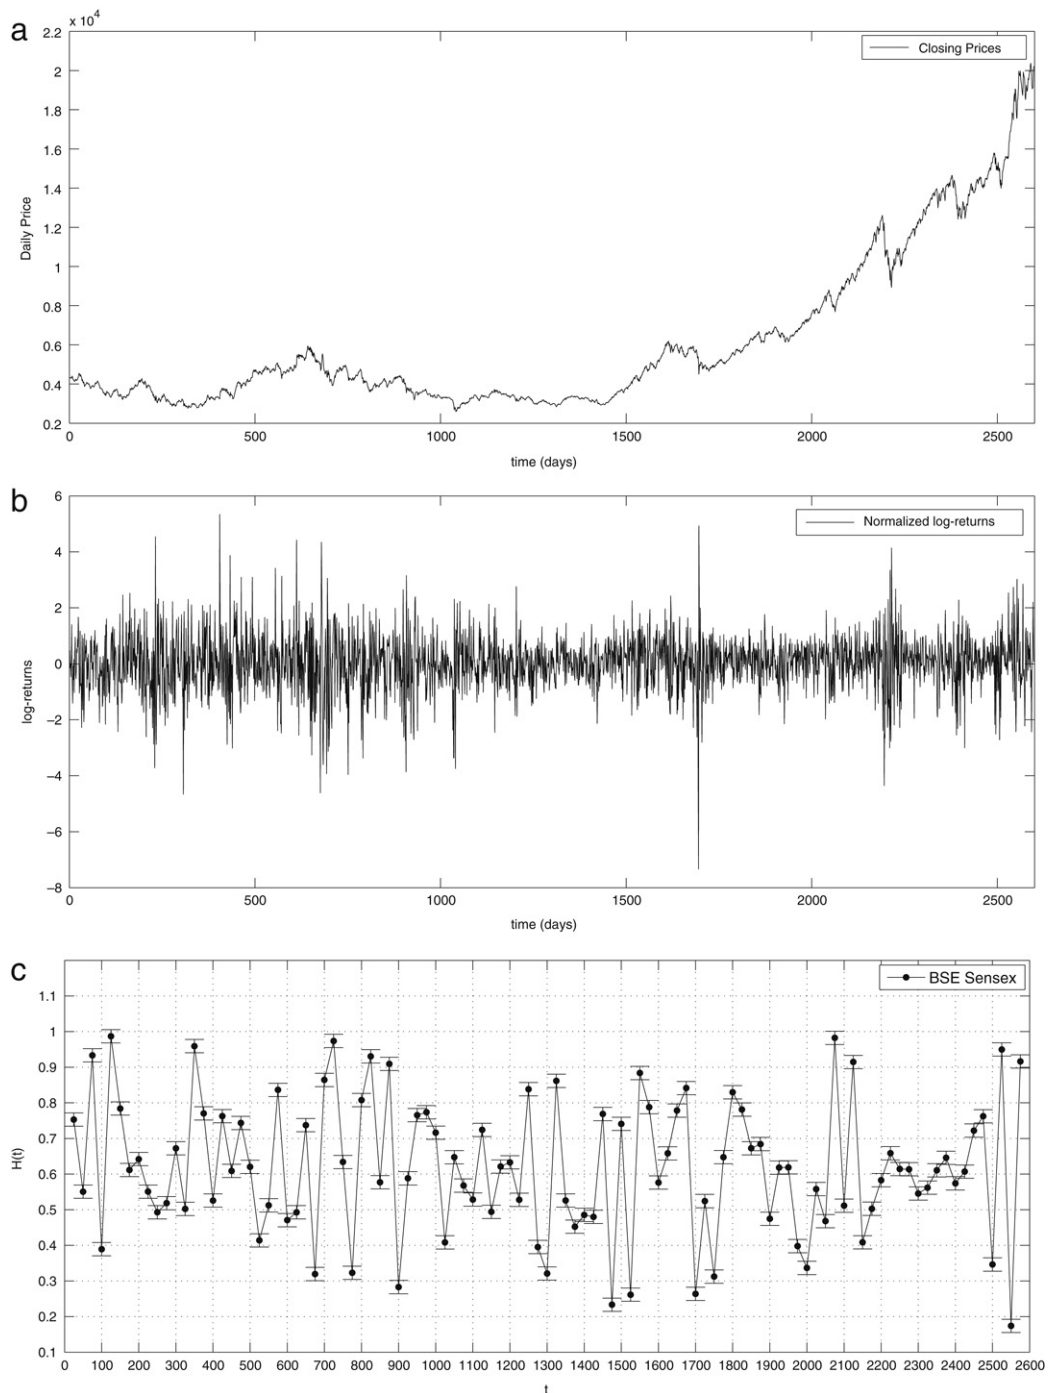 a
x 10^4
2.2
2
1.8
1.6
1.4
1.2
1
0.8
0.6
0.4
0.2
Daily Price
Closing Prices
0 500 1000 1500 2000 2500
time (days)
b
6
4
2
0
−2
−4
−6
−8
log-returns
Normalized log-returns
0 500 1000 1500 2000 2500
time (days)
c
1.1
1
0.9
0.8
0.7
0.6
0.5
0.4
0.3
0.2
0.1
H(t)
BSE Sensex
0 100 200 300 400 500 600 700 800 900 1000 1100 1200 1300 1400 1500 1600 1700 1800 1900 2000 2100 2200 2300 2400 2500 2600
t